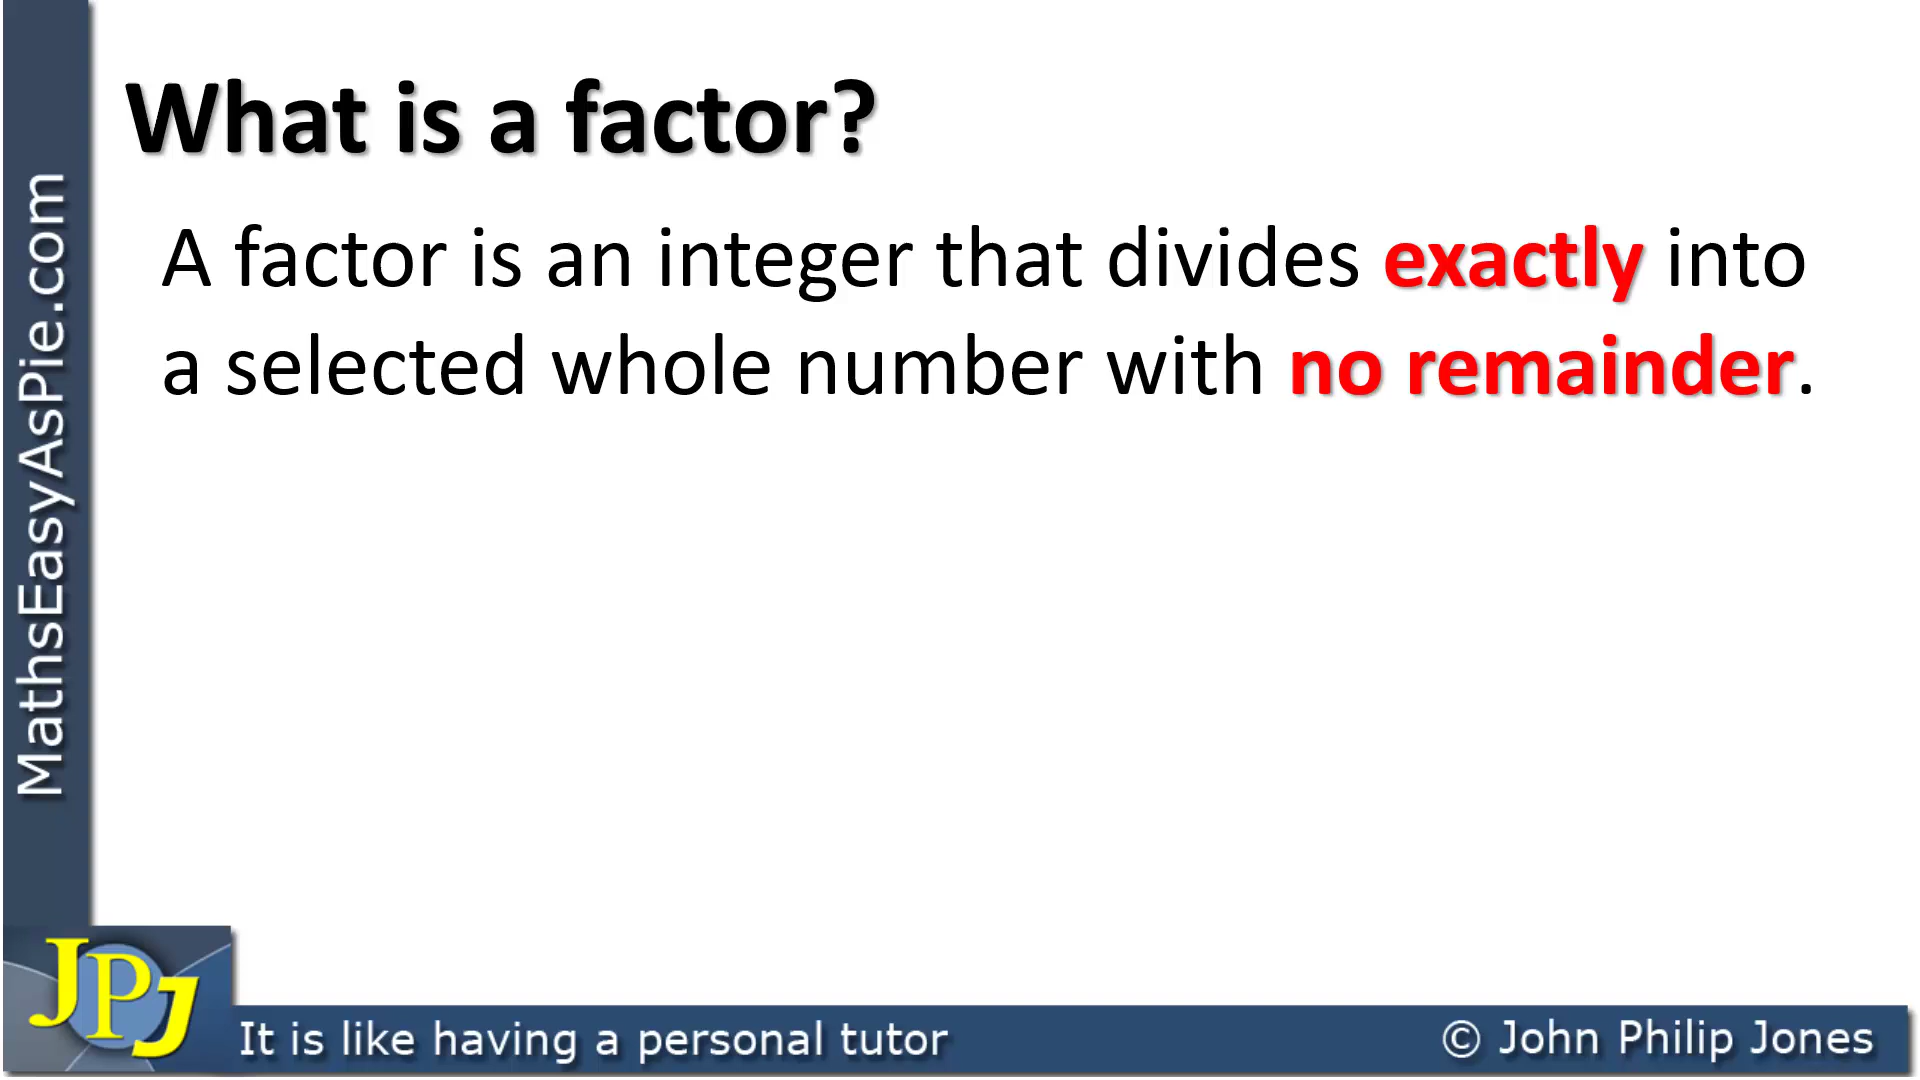 What is a factor?
A factor is an integer that divides exactly into
a selected whole number with no remainder.
MathsEasyAsPie.com
JPJ
It is like having a personal tutor
© John Philip Jones